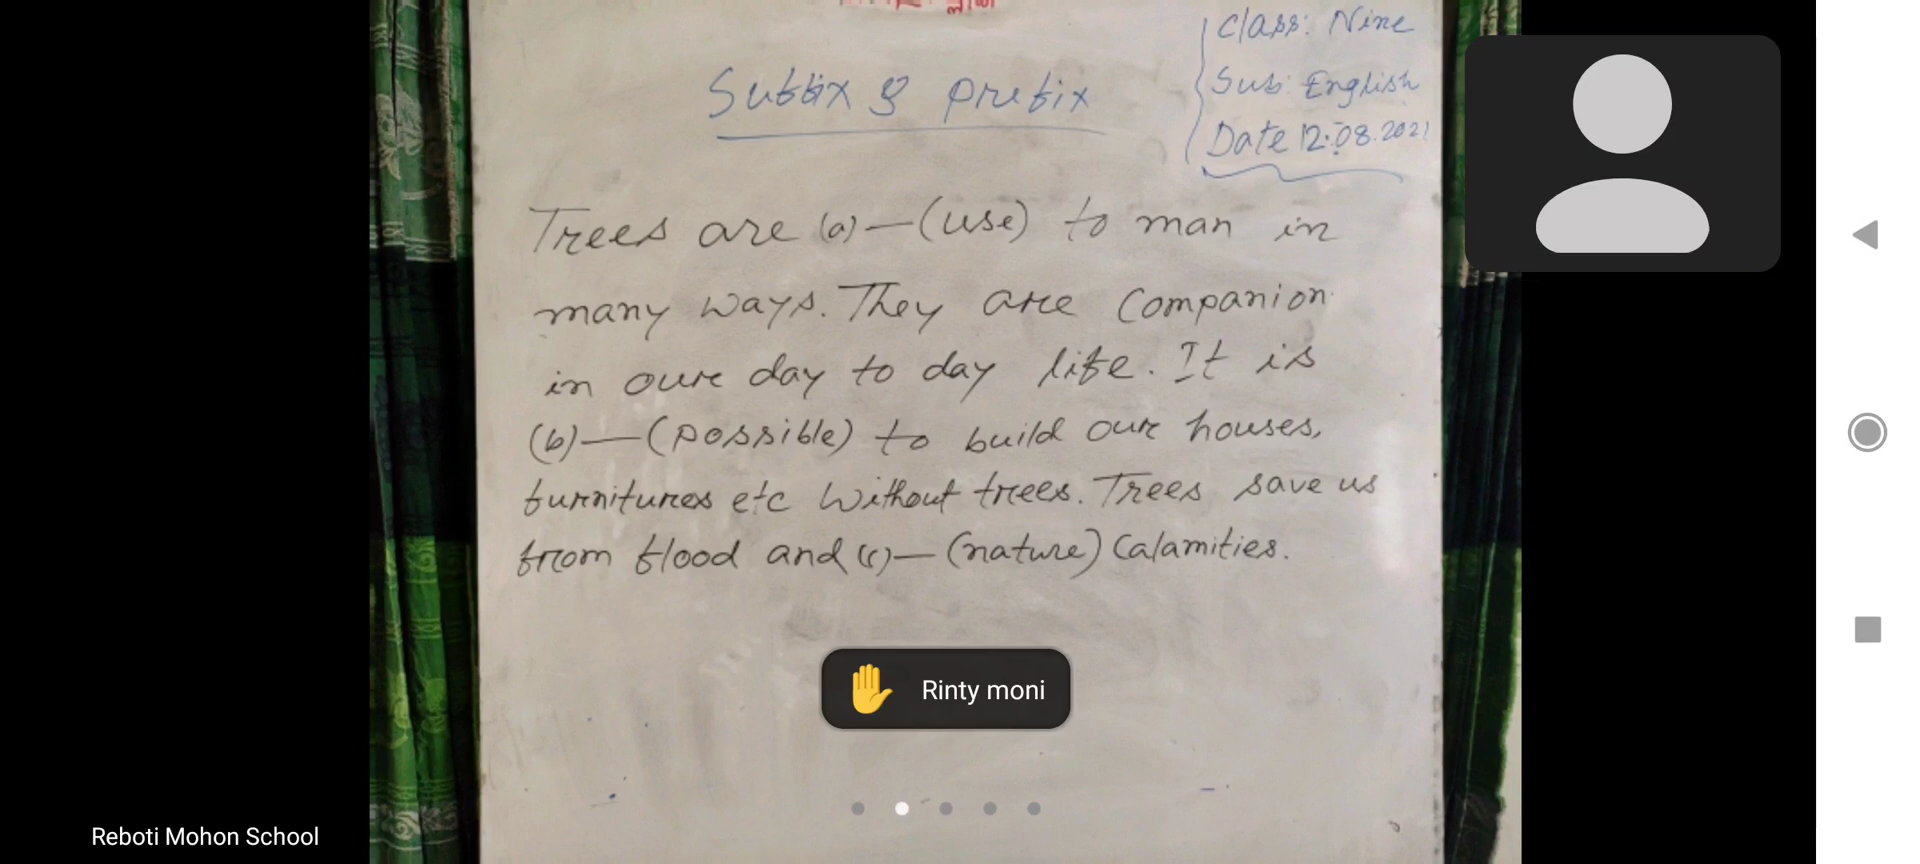 Class: Nine
Sub: English
Date 12.08.2021
Suffix & prefix
Trees are (a)—(use) to man in
many ways. They are companion
in our day to day life. It is
(b)—(possible) to build our houses,
furnitures etc without trees. Trees save us
from flood and (c)—(nature) calamities.
Rinty moni
Reboti Mohon School